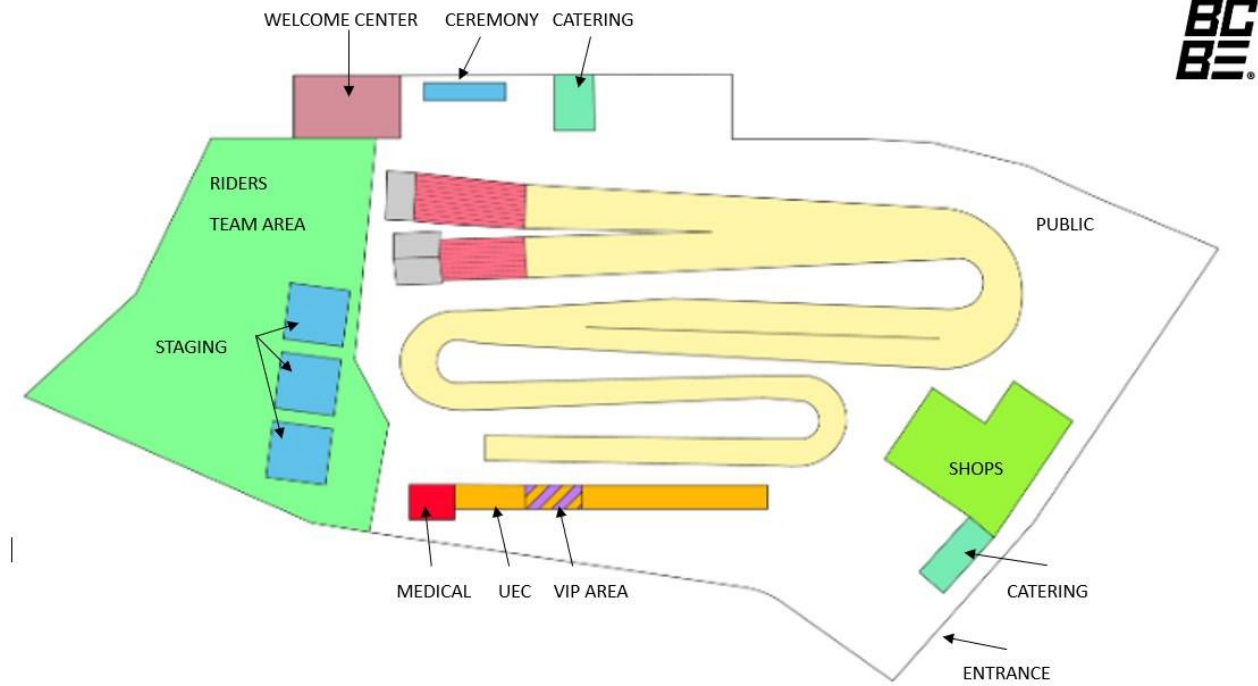 WELCOME CENTER
CEREMONY
CATERING
BC
BE®
RIDERS
TEAM AREA
PUBLIC
STAGING
SHOPS
MEDICAL
UEC
VIP AREA
CATERING
ENTRANCE